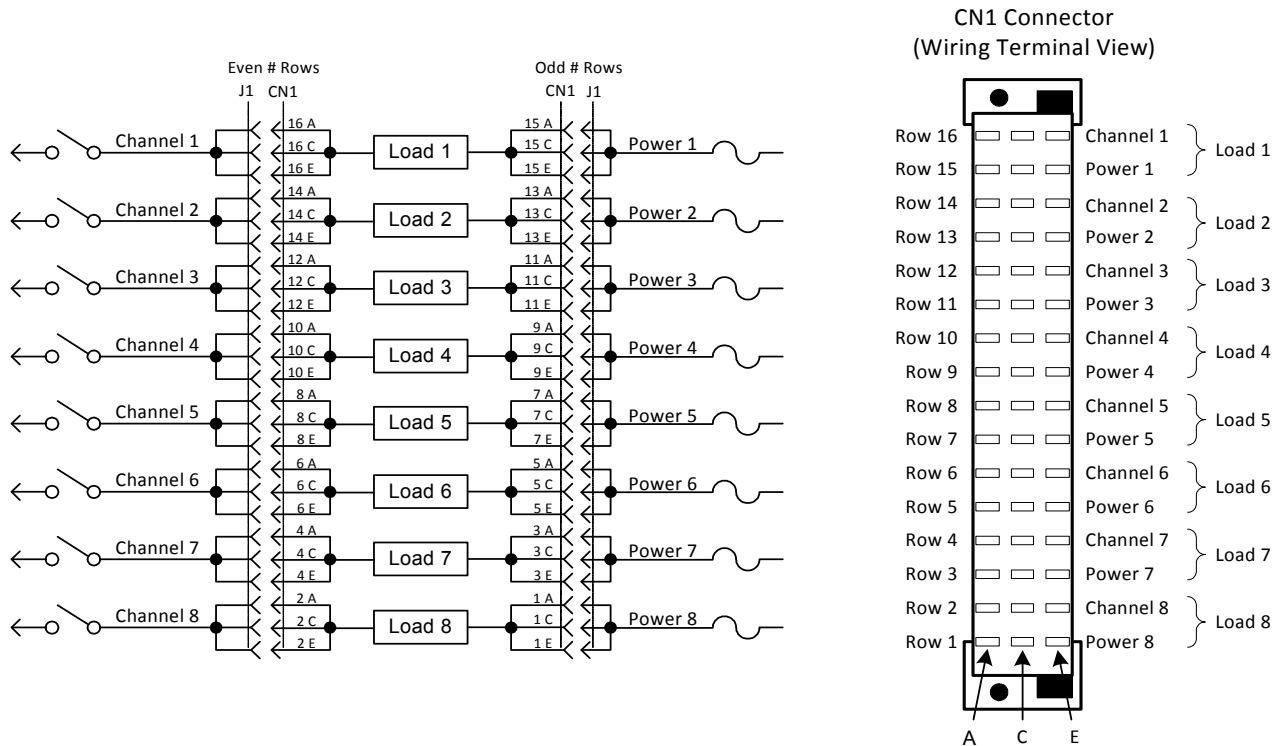 CN1 Connector
(Wiring Terminal View)
Even # Rows
Odd # Rows
J1 CN1
CN1 J1
Channel 1
16 A
16 C
16 E
Load 1
15 A
15 C
15 E
Power 1
Channel 2
14 A
14 C
14 E
Load 2
13 A
13 C
13 E
Power 2
Channel 3
12 A
12 C
12 E
Load 3
11 A
11 C
11 E
Power 3
Channel 4
10 A
10 C
10 E
Load 4
9 A
9 C
9 E
Power 4
Channel 5
8 A
8 C
8 E
Load 5
7 A
7 C
7 E
Power 5
Channel 6
6 A
6 C
6 E
Load 6
5 A
5 C
5 E
Power 6
Channel 7
4 A
4 C
4 E
Load 7
3 A
3 C
3 E
Power 7
Channel 8
2 A
2 C
2 E
Load 8
1 A
1 C
1 E
Power 8
Row 16 Channel 1
Load 1
Row 15 Power 1
Row 14 Channel 2
Load 2
Row 13 Power 2
Row 12 Channel 3
Load 3
Row 11 Power 3
Row 10 Channel 4
Load 4
Row 9 Power 4
Row 8 Channel 5
Load 5
Row 7 Power 5
Row 6 Channel 6
Load 6
Row 5 Power 6
Row 4 Channel 7
Load 7
Row 3 Power 7
Row 2 Channel 8
Load 8
Row 1 Power 8
A C E